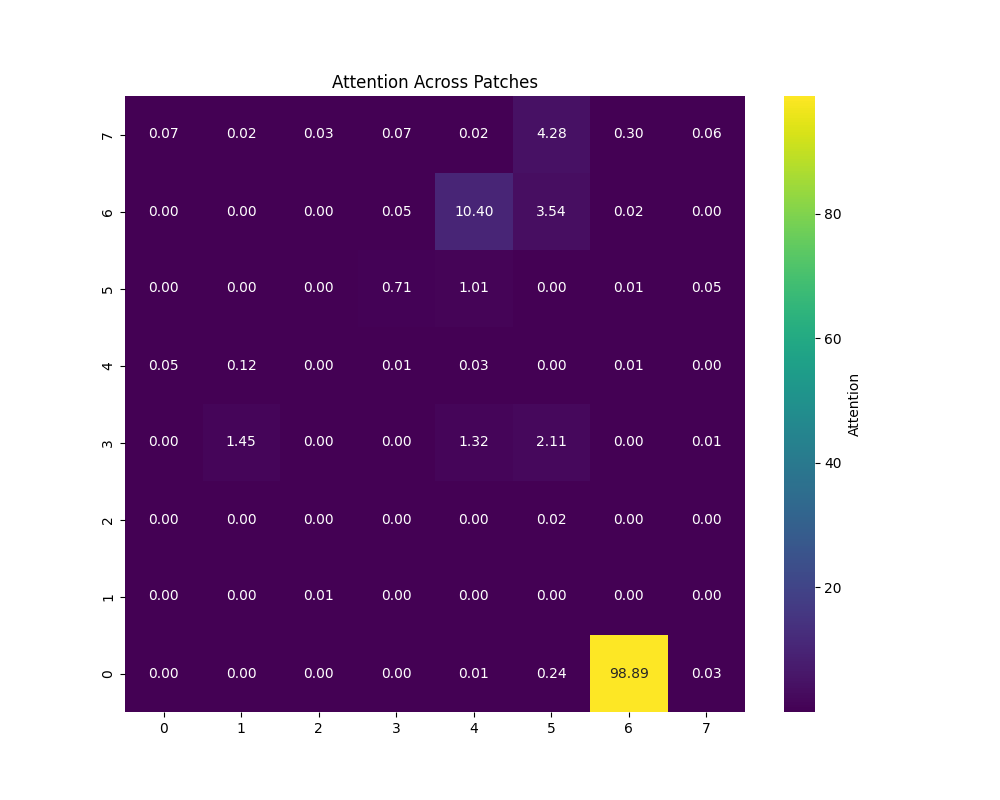 Attention Across Patches
7 0.07 0.02 0.03 0.07 0.02 4.28 0.30 0.06
6 0.00 0.00 0.00 0.05 10.40 3.54 0.02 0.00
5 0.00 0.00 0.00 0.71 1.01 0.00 0.01 0.05
4 0.05 0.12 0.00 0.01 0.03 0.00 0.01 0.00
3 0.00 1.45 0.00 0.00 1.32 2.11 0.00 0.01
2 0.00 0.00 0.00 0.00 0.00 0.02 0.00 0.00
1 0.00 0.00 0.01 0.00 0.00 0.00 0.00 0.00
0 0.00 0.00 0.00 0.00 0.01 0.24 98.89 0.03
0 1 2 3 4 5 6 7
80
60
40
20
Attention